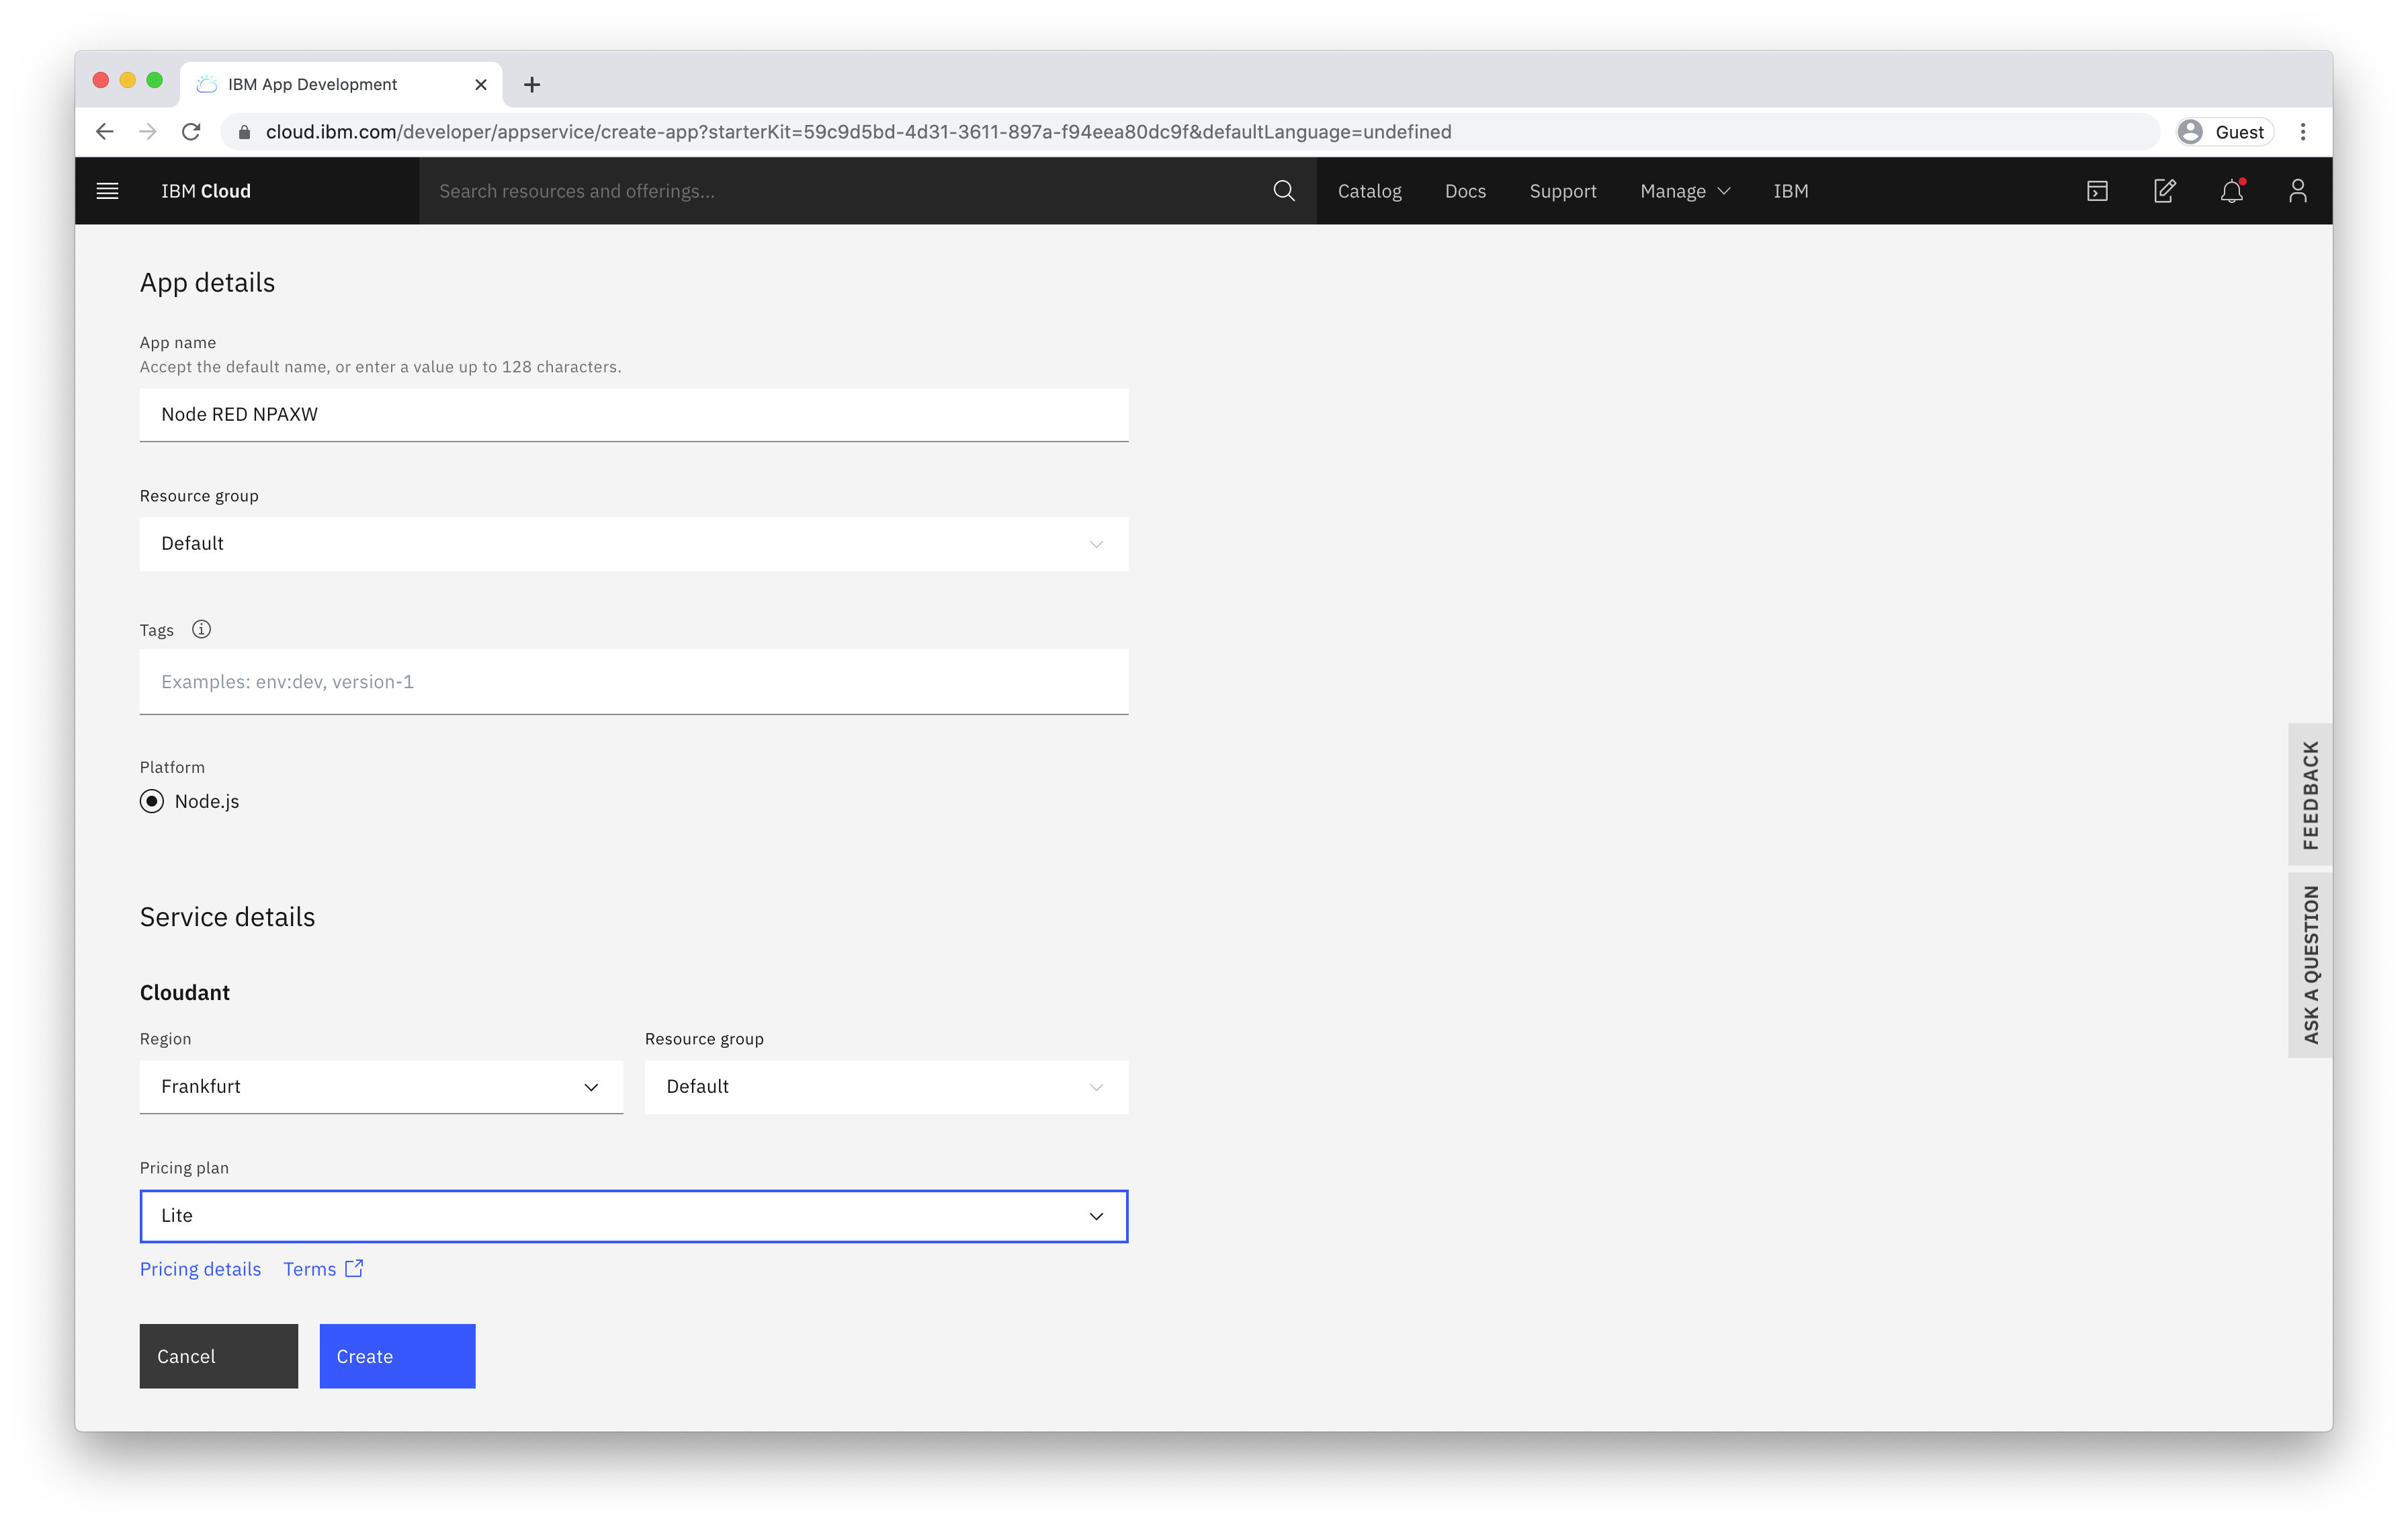 IBM App Development
cloud.ibm.com/developer/appservice/create-app?starterKit=59c9d5bd-4d31-3611-897a-f94eea80dc9f&defaultLanguage=undefined
Guest
IBM Cloud
Search resources and offerings...
Catalog
Docs
Support
Manage
IBM
App details
App name
Accept the default name, or enter a value up to 128 characters.
Node RED NPAXW
Resource group
Default
Tags
Examples: env:dev, version-1
Platform
Node.js
Service details
Cloudant
Region
Resource group
Frankfurt
Default
Pricing plan
Lite
Pricing details
Terms
Cancel
Create
FEEDBACK
ASK A QUESTION